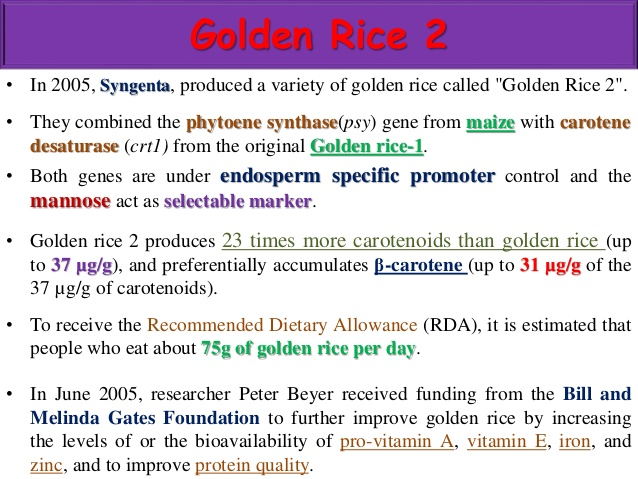 Golden Rice 2
• In 2005, Syngenta, produced a variety of golden rice called "Golden Rice 2".
• They combined the phytoene synthase(psy) gene from maize with carotene
desaturase (crt1) from the original Golden rice-1.
• Both genes are under endosperm specific promoter control and the
mannose act as selectable marker.
• Golden rice 2 produces 23 times more carotenoids than golden rice (up
to 37 µg/g), and preferentially accumulates β-carotene (up to 31 µg/g of the
37 µg/g of carotenoids).
• To receive the Recommended Dietary Allowance (RDA), it is estimated that
people who eat about 75g of golden rice per day.
• In June 2005, researcher Peter Beyer received funding from the Bill and
Melinda Gates Foundation to further improve golden rice by increasing
the levels of or the bioavailability of pro-vitamin A, vitamin E, iron, and
zinc, and to improve protein quality.